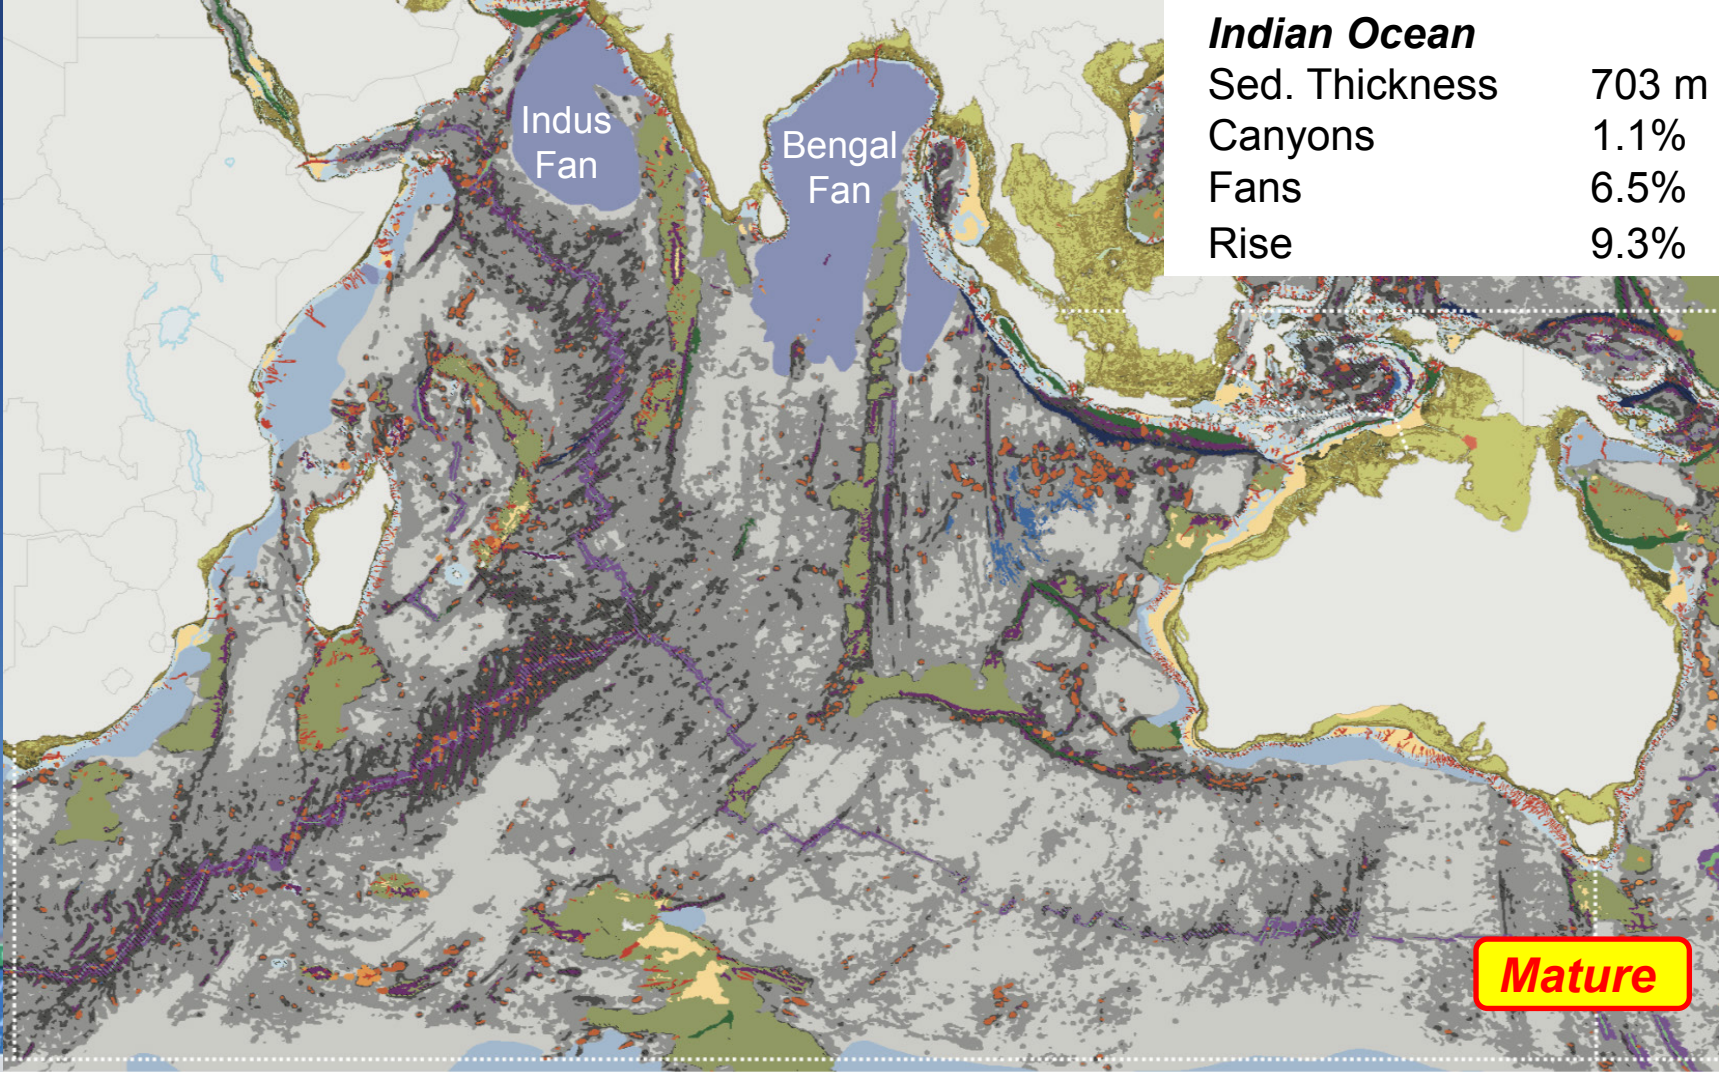 Indian Ocean
Sed. Thickness 703 m
Canyons 1.1%
Fans 6.5%
Rise 9.3%
Indus
Fan
Bengal
Fan
Mature